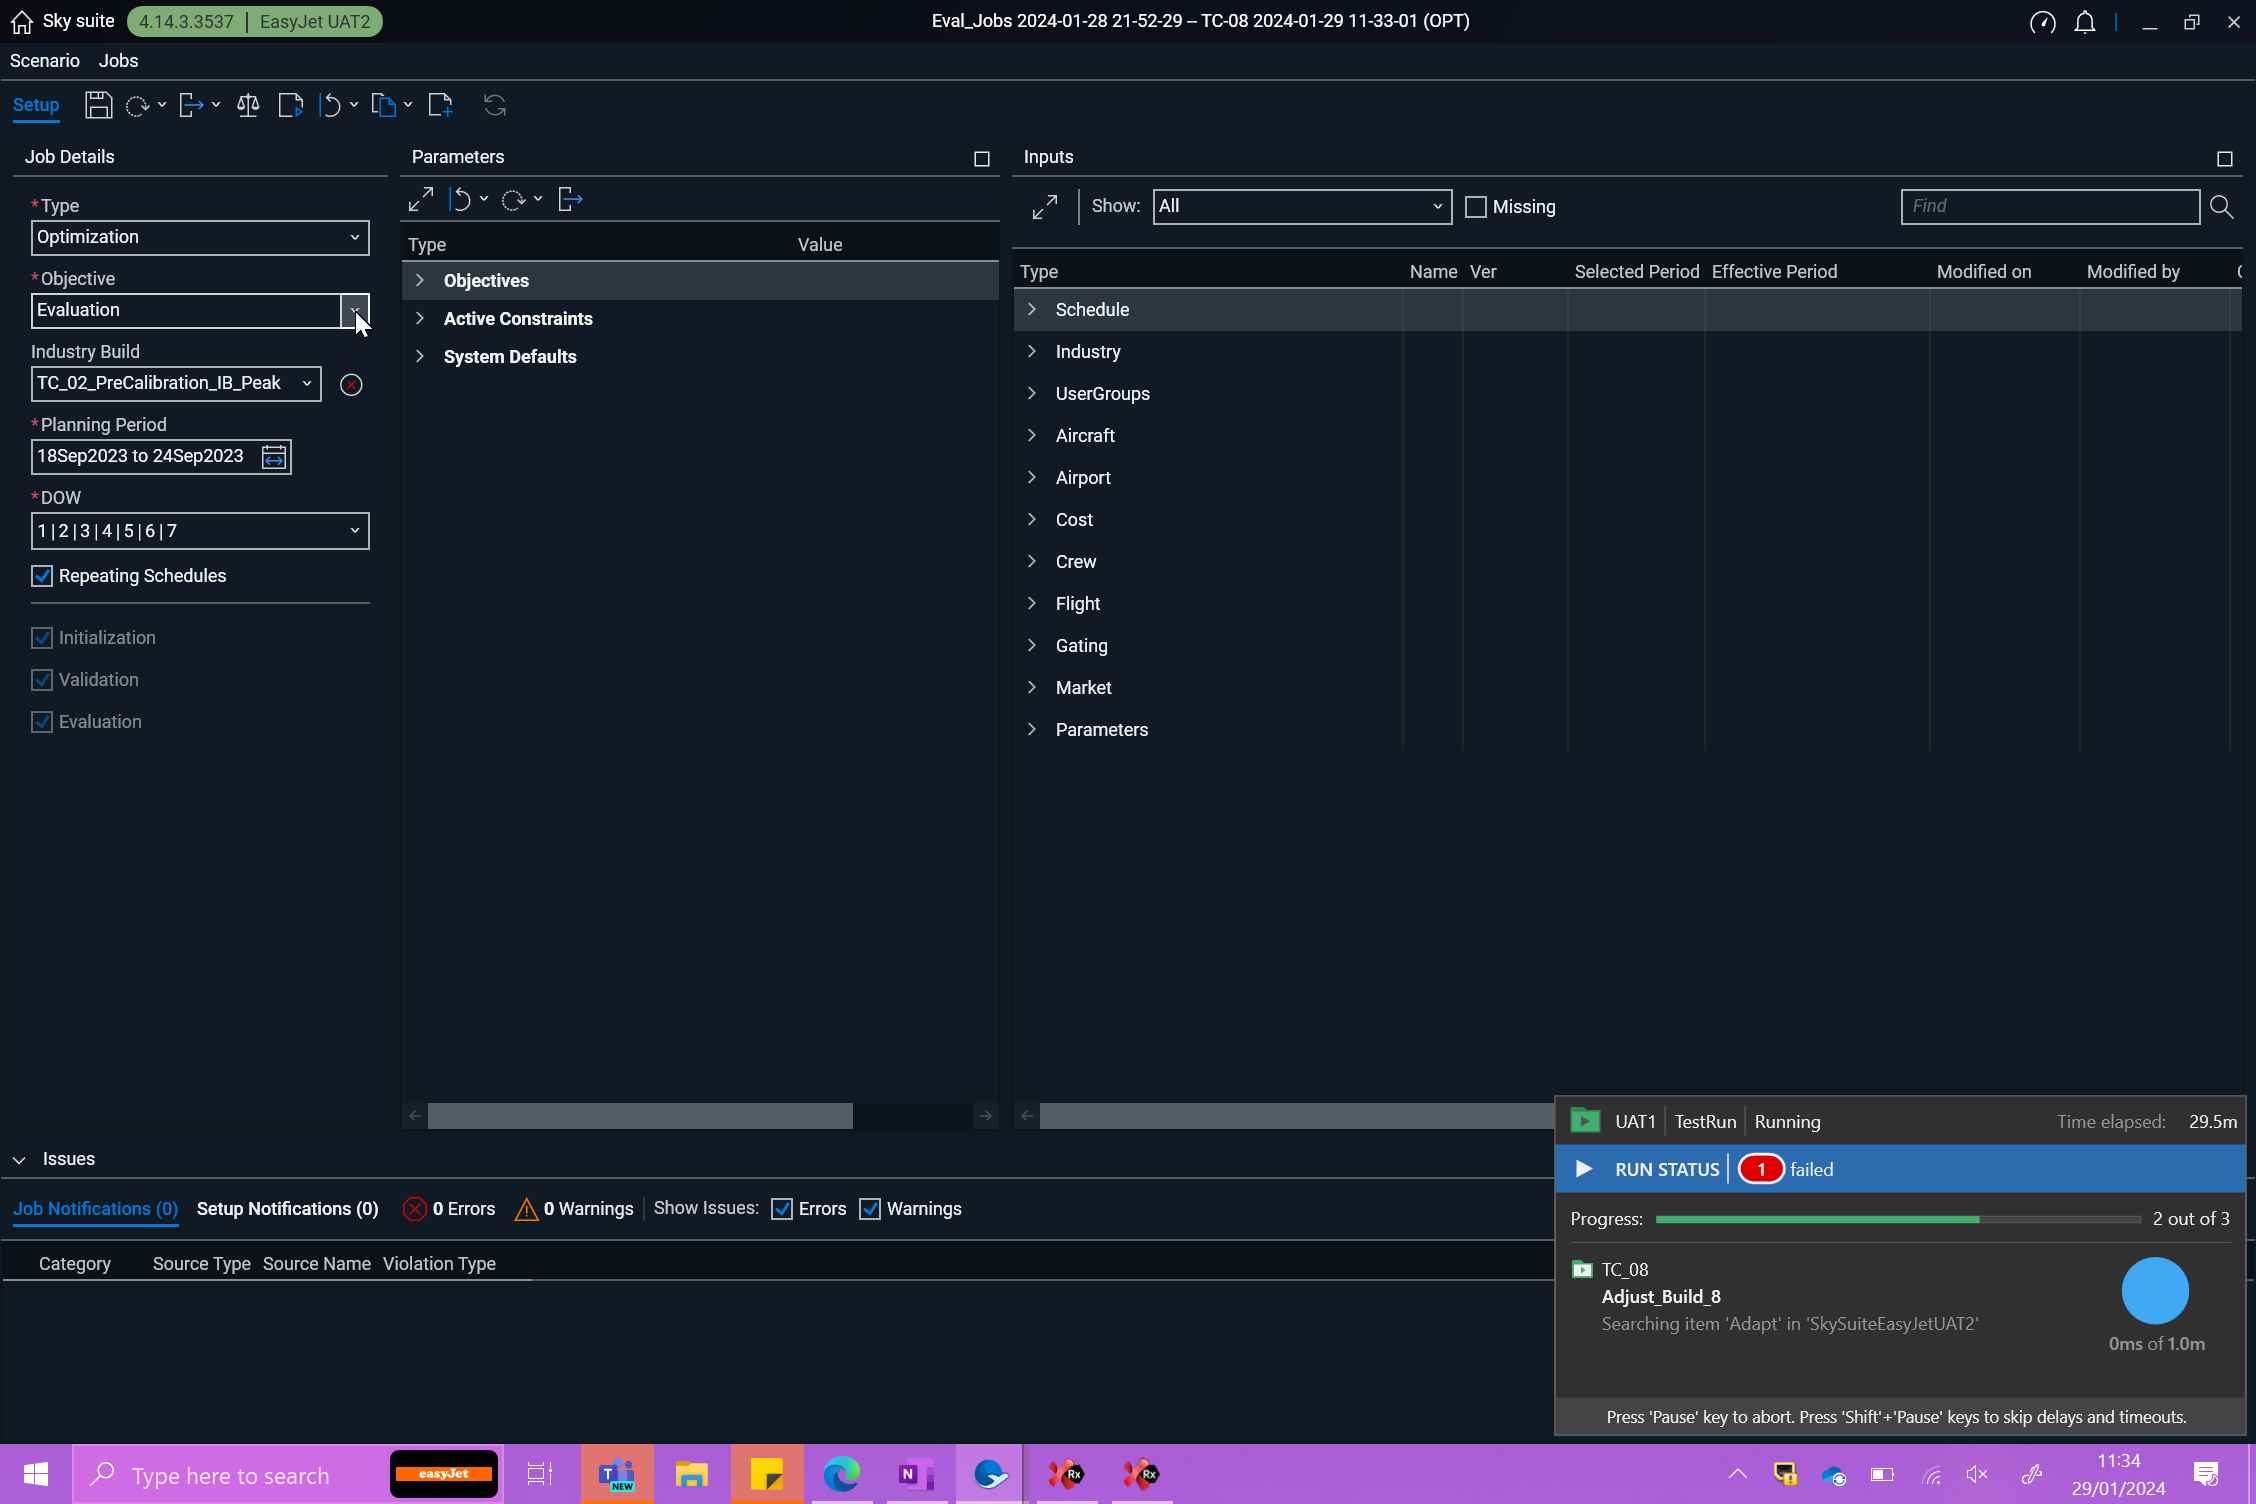 Sky suite 4.14.3.3537 | EasyJet UAT2 Eval_Jobs 2024-01-28 21-52-29 – TC-08 2024-01-29 11-33-01 (OPT)
Scenario Jobs
Setup
Job Details
*Type
Optimization
*Objective
Evaluation
Industry Build
TC_02_PreCalibration_IB_Peak
*Planning Period
18Sep2023 to 24Sep2023
*DOW
1|2|3|4|5|6|7
Repeating Schedules
Initialization
Validation
Evaluation
Parameters
Type Value
Objectives
Active Constraints
System Defaults
Inputs
Show: All Missing Find
Type Name Ver Selected Period Effective Period Modified on Modified by
Schedule
Industry
UserGroups
Aircraft
Airport
Cost
Crew
Flight
Gating
Market
Parameters
Issues
Job Notifications (0) Setup Notifications (0) 0 Errors 0 Warnings Show Issues: Errors Warnings
Category Source Type Source Name Violation Type
UAT1 | TestRun | Running Time elapsed: 29.5m
RUN STATUS | 1 failed
Progress: 2 out of 3
TC_08
Adjust_Build_8
Searching item 'Adapt' in 'SkySuiteEasyJetUAT2'
0ms of 1.0m
Press 'Pause' key to abort. Press 'Shift'+'Pause' keys to skip delays and timeouts.
Type here to search easyJet
T NEW
N
Rx
Rx
11:34
29/01/2024